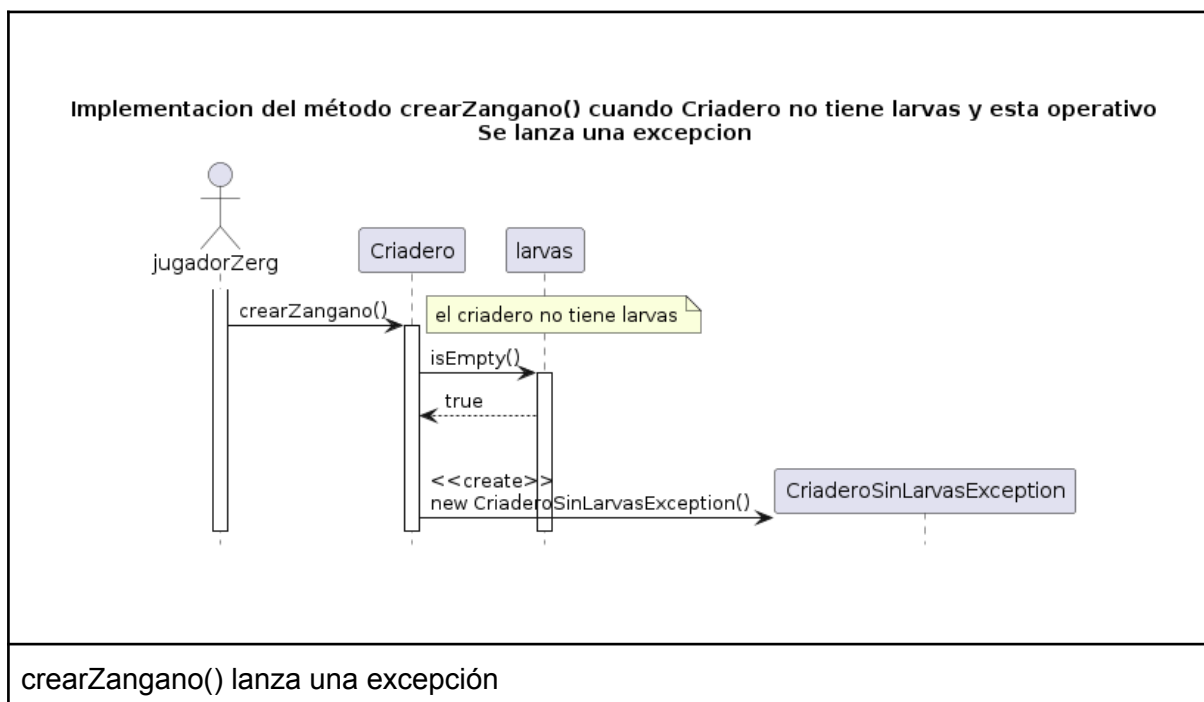 Implementacion del método crearZangano() cuando Criadero no tiene larvas y esta operativo
Se lanza una excepcion
jugadorZerg
Criadero
larvas
crearZangano()
el criadero no tiene larvas
isEmpty()
true
<<create>>
new CriaderoSinLarvasException()
CriaderoSinLarvasException
crearZangano() lanza una excepción